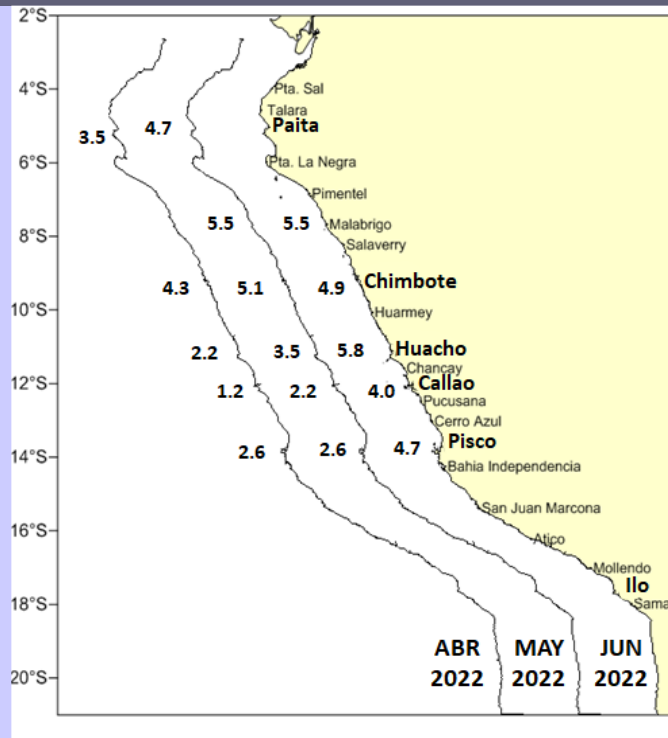 2°S
4°S
Pta. Sal
Talara
3.5 4.7 Paita
6°S
Pta. La Negra
Pimentel
5.5 5.5 Malabrigo
8°S
Salaverry
4.3 5.1 4.9 Chimbote
10°S
Huarmey
2.2 3.5 5.8 Huacho
Chancay
12°S
1.2 2.2 4.0 Callao
Pucusana
Cerro Azul
2.6 2.6 4.7 Pisco
14°S
Bahia Independencia
San Juan Marcona
16°S
Atico
Mollendo
Ilo
18°S
Sama
ABR MAY JUN
20°S
2022 2022 2022